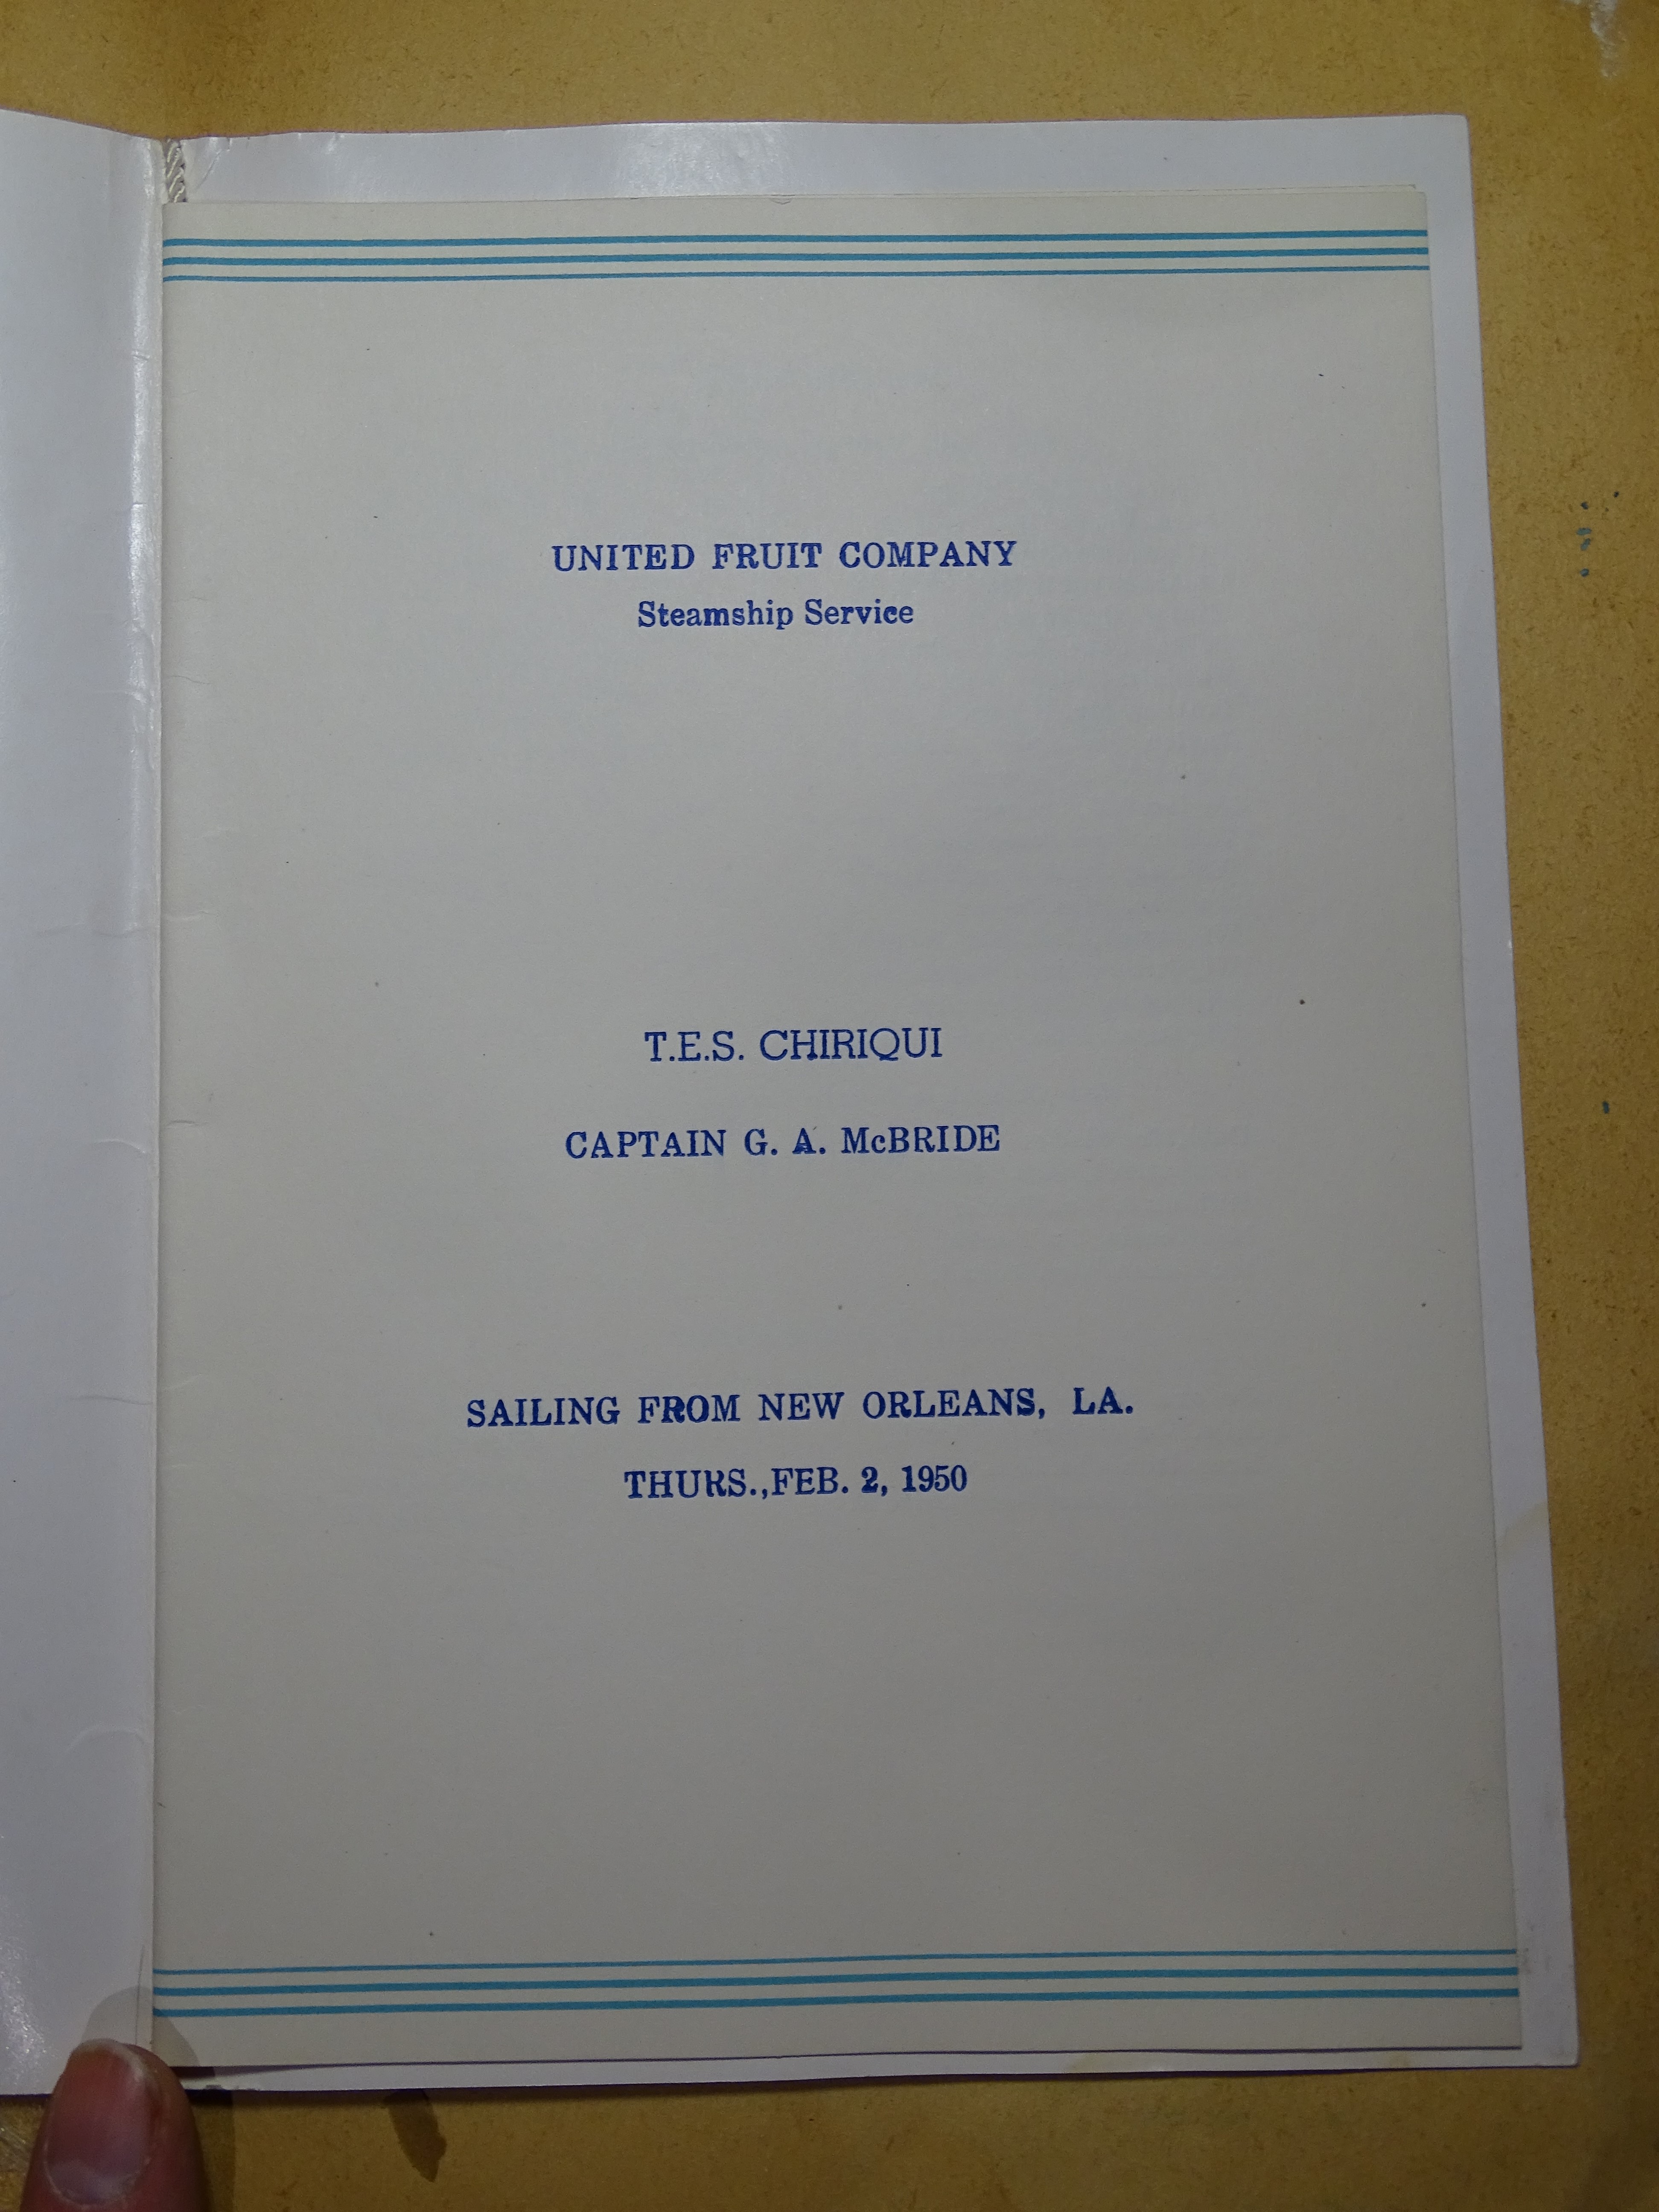 UNITED FRUIT COMPANY
Steamship Service
T.E.S. CHIRIQUI
CAPTAIN G. A. McBRIDE
SAILING FROM NEW ORLEANS, LA.
THURS.,FEB. 2, 1950